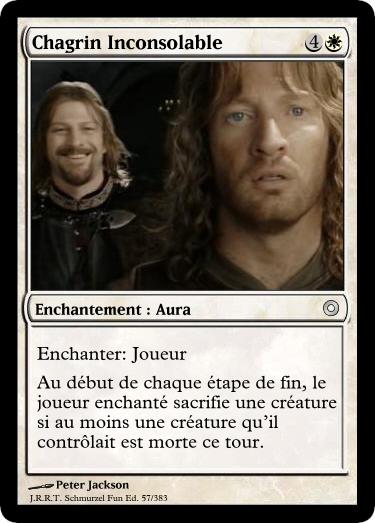 Chagrin Inconsolable 4
Enchantement : Aura
Enchanter: Joueur
Au début de chaque étape de fin, le
joueur enchanté sacrifie une créature
si au moins une créature qu'il
contrôlait est morte ce tour.
Peter Jackson
J.R.R.T. Schmurzel Fun Ed. 57/383